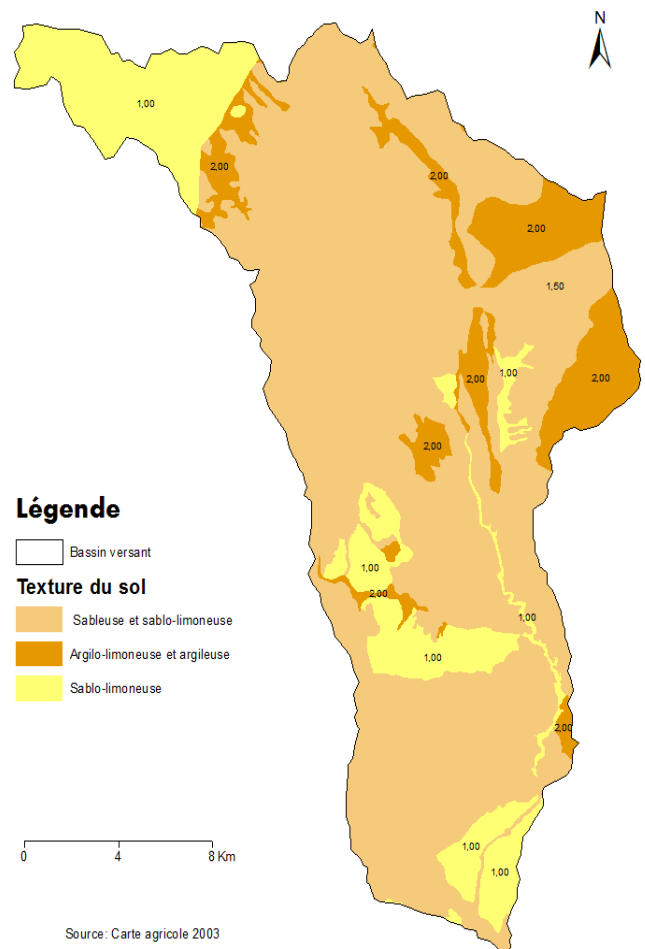 N
1,00
2,00
2,00
2,00
1,50
1,00
2,00
2,00
2,00
1,00
2,00
1,00
1,00
2,00
1,00
1,00
Légende
Bassin versant
Texture du sol
Sableuse et sablo-limoneuse
Argilo-limoneuse et argileuse
Sablo-limoneuse
0 4 8 Km
Source: Carte agricole 2003